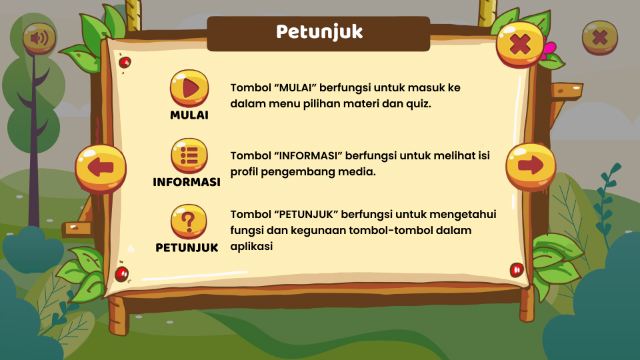 Petunjuk
MULAI
Tombol “MULAI” berfungsi untuk masuk ke
dalam menu pilihan materi dan quiz.
INFORMASI
Tombol “INFORMASI” berfungsi untuk melihat isi
profil pengembang media.
PETUNJUK
Tombol “PETUNJUK” berfungsi untuk mengetahui
fungsi dan kegunaan tombol-tombol dalam
aplikasi